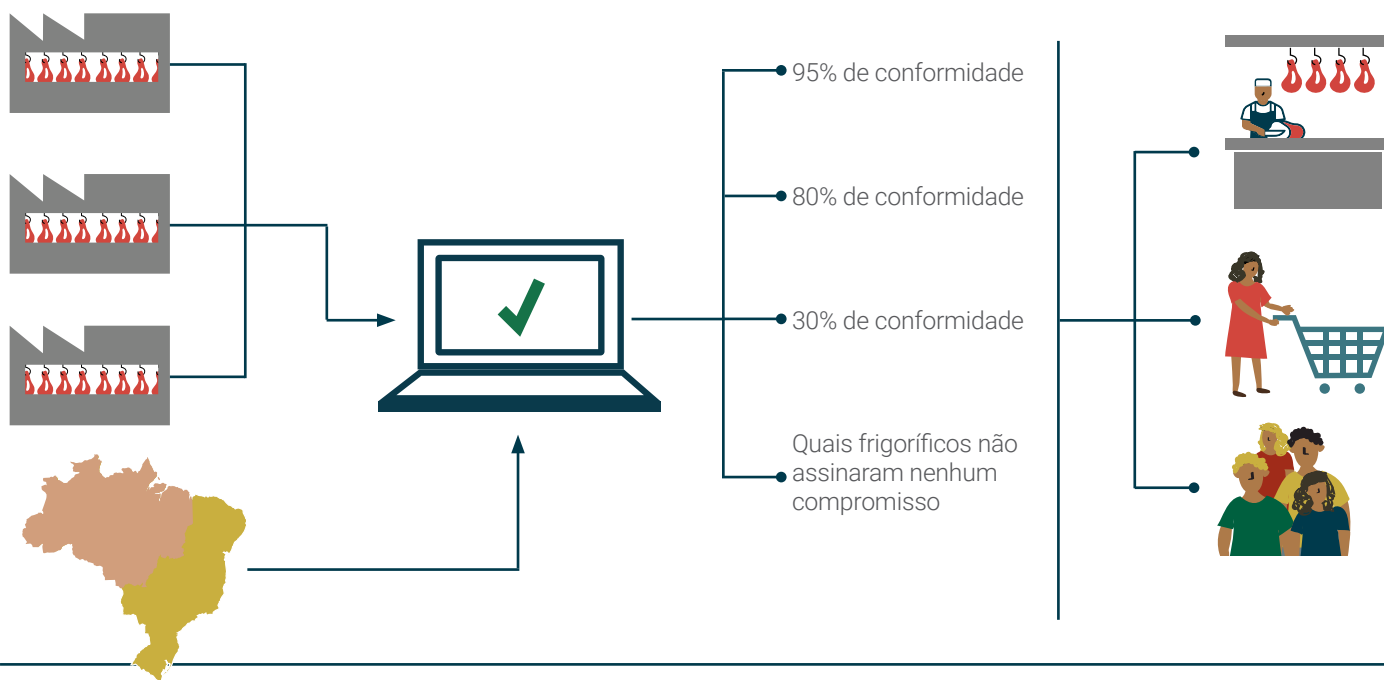 95% de conformidade
80% de conformidade
30% de conformidade
Quais frigoríficos não
assinaram nenhum
compromisso